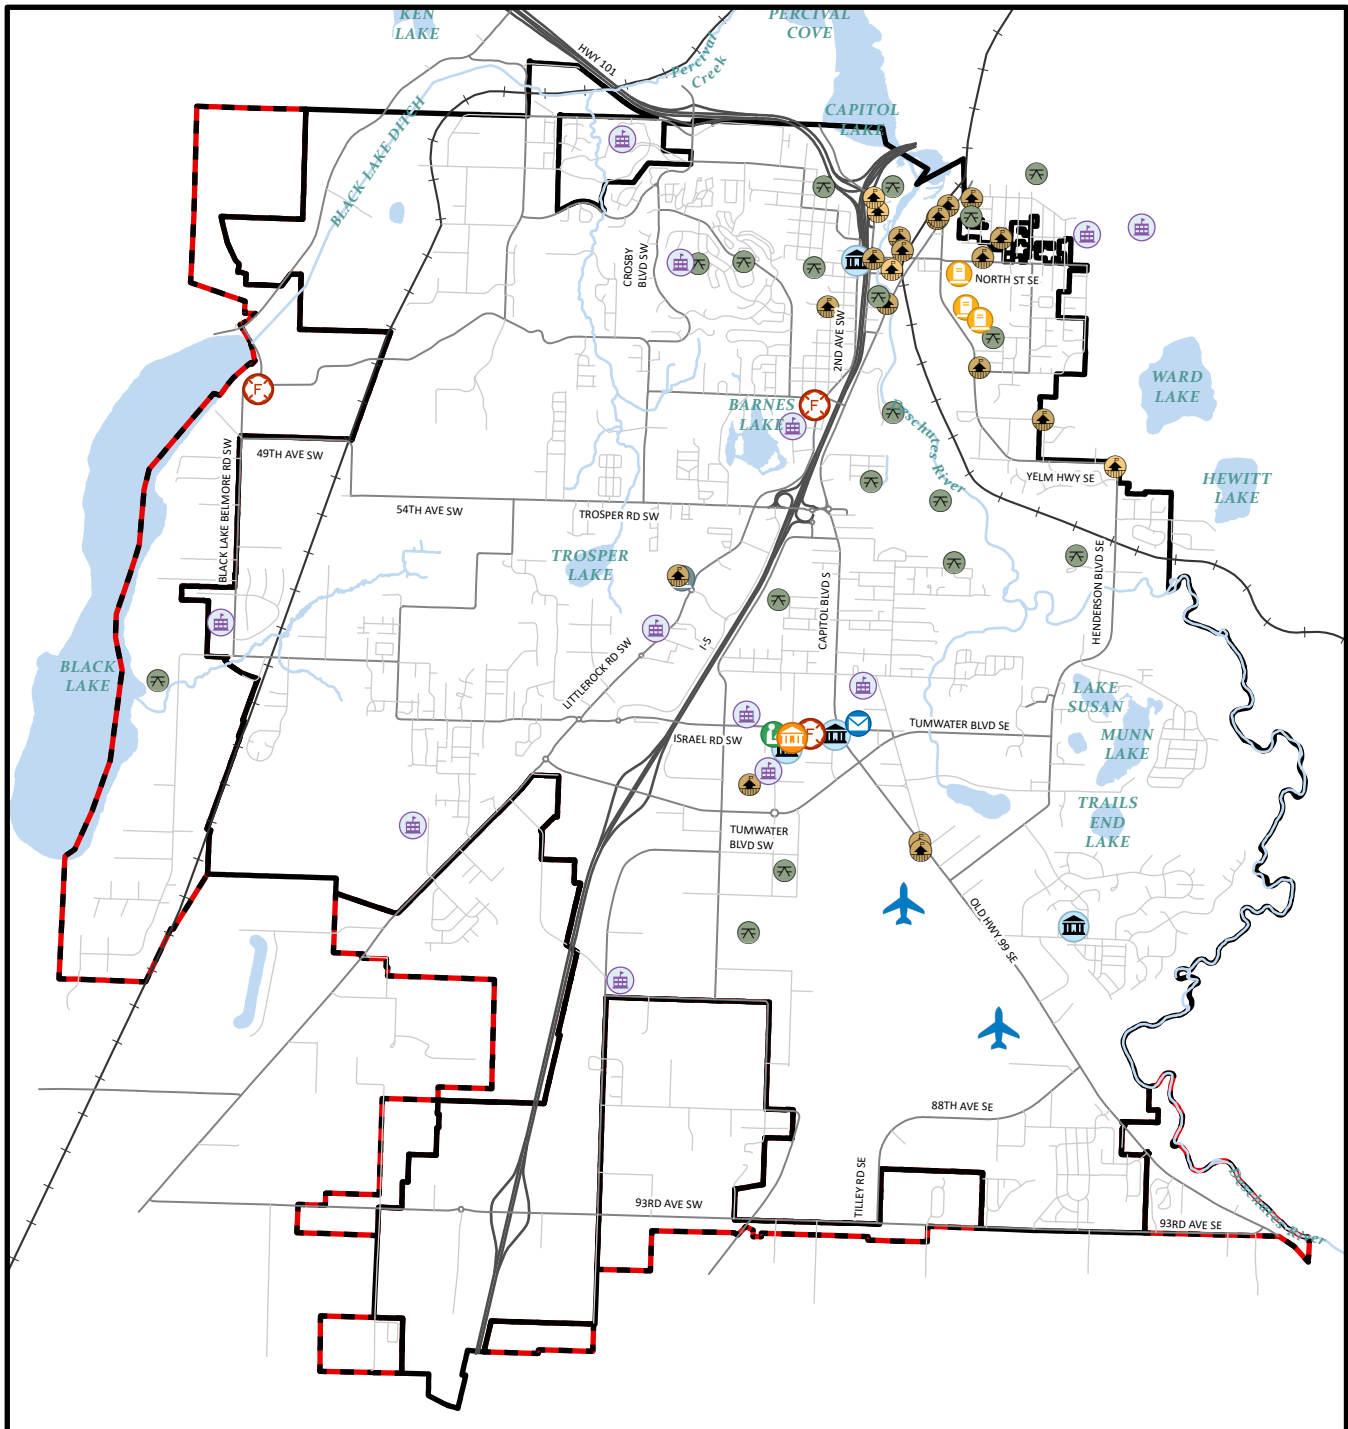 KEN
LAKE
PERCIVAL
COVE
HWY 101
Percival
Creek
CAPITOL
LAKE
BLACK LAKE DITCH
CROSBY
BLVD SW
NORTH ST SE
2ND AVE SW
WARD
LAKE
BARNES
LAKE
F
F
Deschutes River
49TH AVE SW
BLACK LAKE BELMORE RD SW
YELM HWY SE
HEWITT
LAKE
54TH AVE SW
TROSPER RD SW
TROSPER
LAKE
HENDERSON BLVD SE
CAPITOL BLVD S
I-5
LITTLEROCK RD SW
BLACK
LAKE
LAKE
SUSAN
TUMWATER BLVD SE
ISRAEL RD SW
F
MUNN
LAKE
TRAILS
END
LAKE
TUMWATER
BLVD SW
OLD HWY 99 SE
88TH AVE SE
TILLEY RD SE
93RD AVE SW
93RD AVE SE
Deschutes River